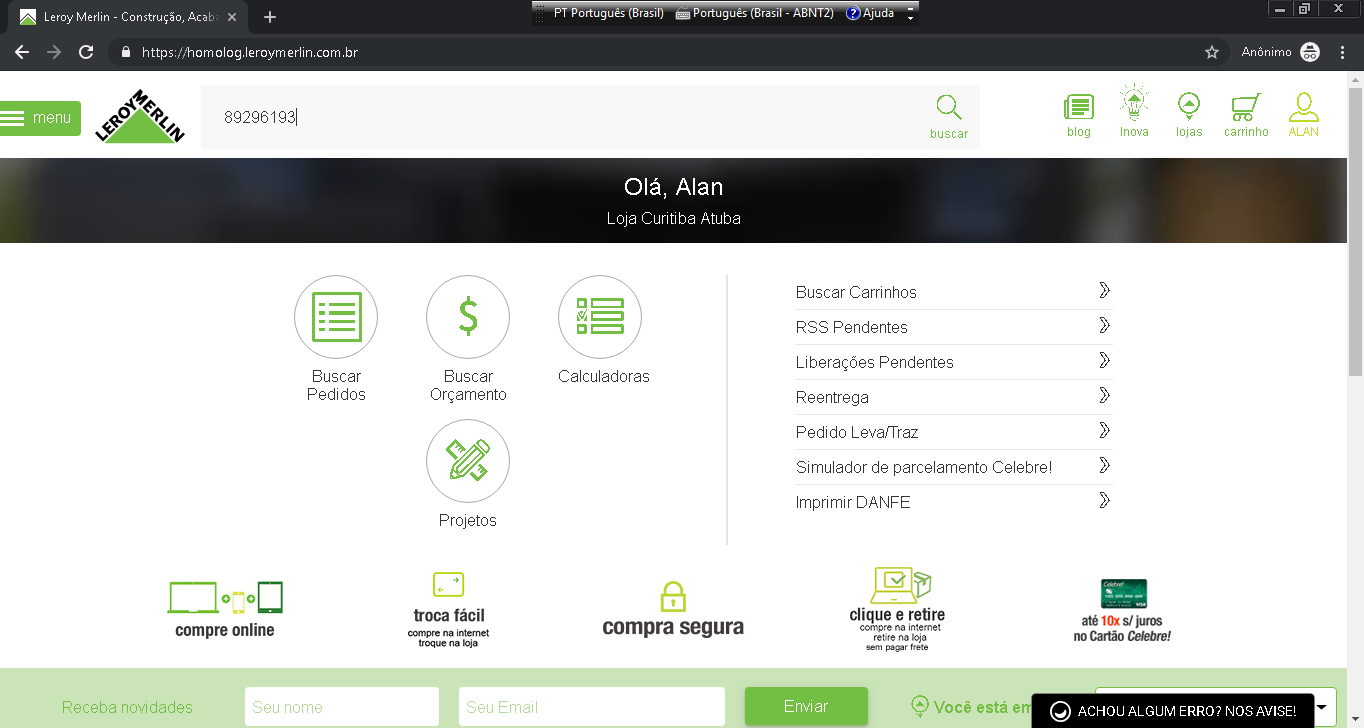 Leroy Merlin - Construção, Acaba
PT Português (Brasil) Português (Brasil - ABNT2) Ajuda
https://homolog.leroymerlin.com.br
Anônimo
menu
LEROY MERLIN
89296193
buscar
blog
Inova
lojas
carrinho
ALAN
Olá, Alan
Loja Curitiba Atuba
Buscar
Pedidos
Buscar
Orçamento
Calculadoras
Projetos
Buscar Carrinhos
RSS Pendentes
Liberações Pendentes
Reentrega
Pedido Leva/Traz
Simulador de parcelamento Celebre!
Imprimir DANFE
compre online
troca fácil
compre na internet
troque na loja
compra segura
clique e retire
compre na internet
retire na loja
sem pagar frete
Celebre!
VISA
até 10x s/ juros
no Cartão Celebre!
Receba novidades
Seu nome
Seu Email
Enviar
Você está em
ACHOU ALGUM ERRO? NOS AVISE!